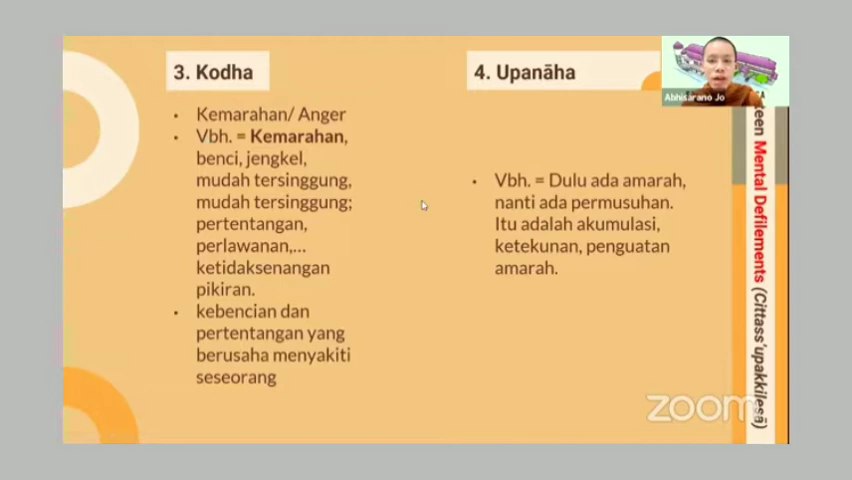 3. Kodha
Kemarahan/ Anger
Vbh. = Kemarahan,
benci, jengkel,
mudah tersinggung,
mudah tersinggung;
pertentangan,
perlawanan,...
ketidaksenangan
pikiran.
kebencian dan
pertentangan yang
berusaha menyakiti
seseorang
4. Upanāha
Vbh. = Dulu ada amarah,
nanti ada permusuhan.
Itu adalah akumulasi,
ketekunan, penguatan
amarah.
Abhisarano Jo
Mental Defilements (Cittass'upakkilesā)
zoom